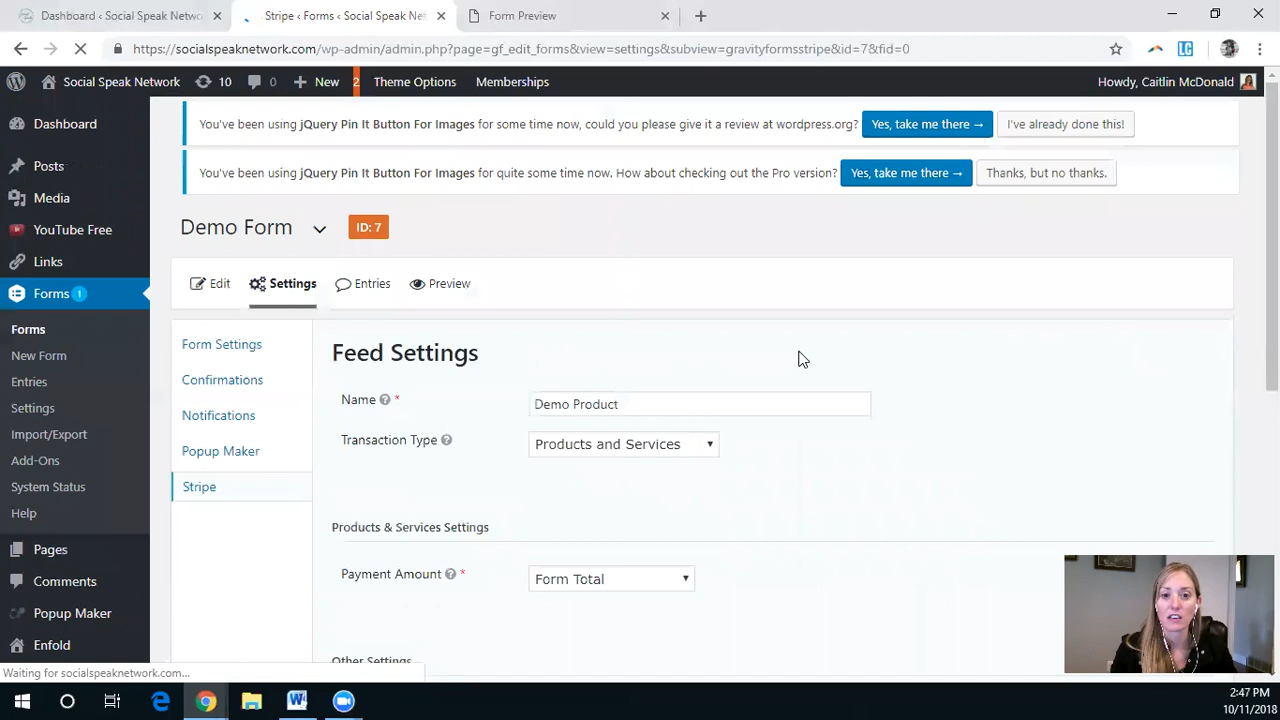 Dashboard ‹ Social Speak Netwo
Stripe ‹ Forms ‹ Social Speak Net
Form Preview
https://socialspeaknetwork.com/wp-admin/admin.php?page=gf_edit_forms&view=settings&subview=gravityformsstripe&id=7&fid=0
Social Speak Network
10
0
New
2
Theme Options
Memberships
Howdy, Caitlin McDonald
Dashboard
Posts
Media
YouTube Free
Links
Forms 1
Forms
New Form
Entries
Settings
Import/Export
Add-Ons
System Status
Help
Pages
Comments
Popup Maker
Enfold
You've been using jQuery Pin It Button For Images for some time now, could you please give it a review at wordpress.org? Yes, take me there → I've already done this!
You've been using jQuery Pin It Button For Images for quite some time now. How about checking out the Pro version? Yes, take me there → Thanks, but no thanks.
Demo Form
ID: 7
Edit
Settings
Entries
Preview
Form Settings
Confirmations
Notifications
Popup Maker
Stripe
Feed Settings
Name ? *
Demo Product
Transaction Type ?
Products and Services
Products & Services Settings
Payment Amount ? *
Form Total
Other Settings
Waiting for socialspeaknetwork.com...
2:47 PM
10/11/2018